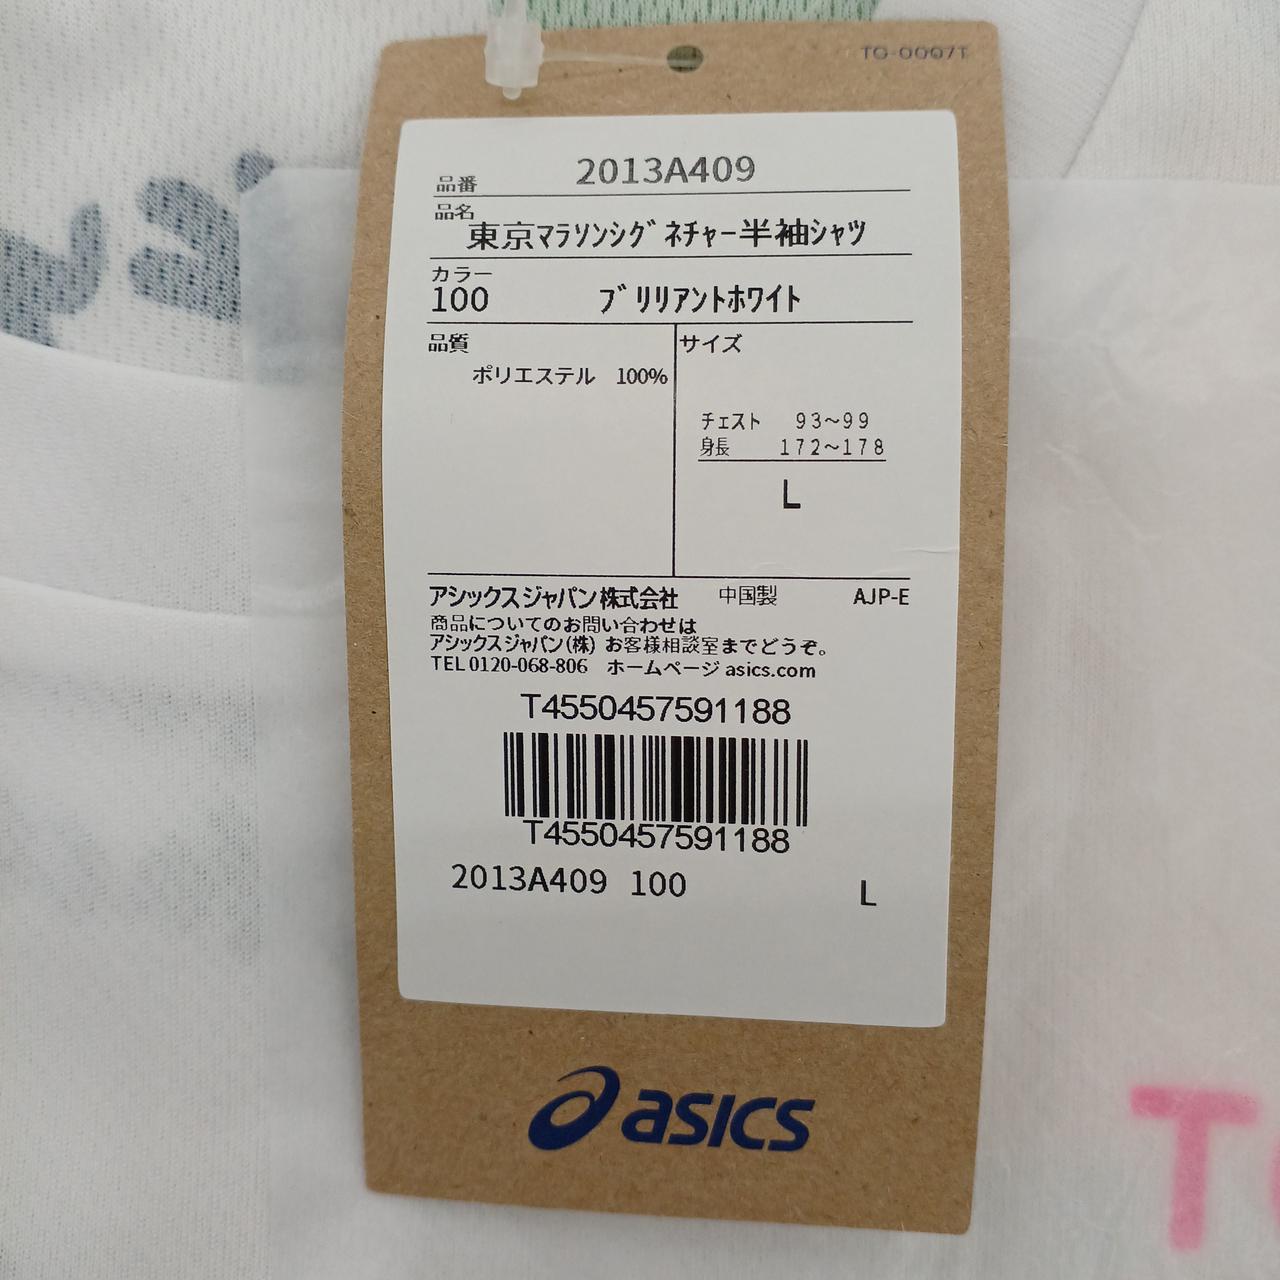 TO-0007T
品番 2013A409
品名
東京マラソンシグネチャー半袖シャツ
カラー
100 ブリリアントホワイト
品質
ポリエステル 100%
サイズ
チェスト 93~99
身長 172~178
L
アシックスジャパン株式会社 中国製 AJP-E
商品についてのお問い合わせは
アシックスジャパン(株) お客様相談室までどうぞ。
TEL 0120-068-806 ホームページ asics.com
T4550457591188
T4550457591188
2013A409 100 L
asics